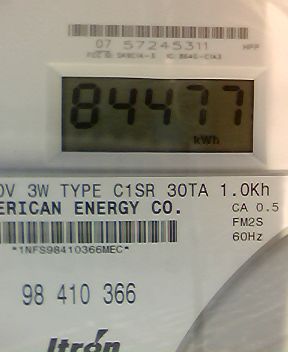 07 57245311
84477
kWh
0V 3W TYPE C1SR 30TA 1.0Kh
ERICAN ENERGY CO.
CA 0.5
FM2S
60Hz
*1NFS98410366MEC*
98 410 366
Itron